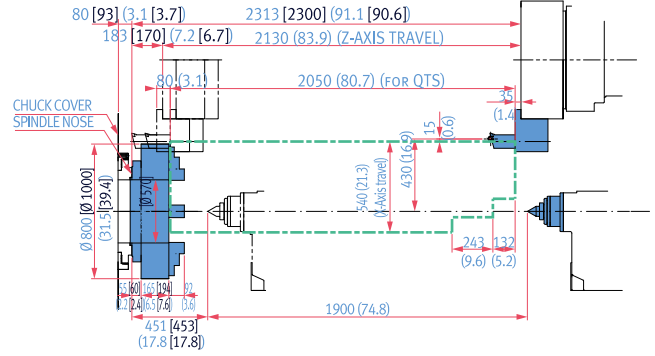 80 [93] (3.1 [3.7)
2313 [2300] (91.1 [90.6])
183 [170] (7.2 [6.7])
2130 (83.9) (Z-AXIS TRAVEL)
80 (3.1)
2050 (80.7) (FOR QTS)
35
(1.4
CHUCK COVER
SPINDLE NOSE
15
(0.6)
430 (16.9)
540 (21.3)
(X-Axis travel)
Ø 800 [Ø 1000]
(31.5 [39.4])
[Ø 570]
243
(9.6)
132
(5.2)
55 [60] 165 [194] 92
(2.2 [2.4] (6.5 [7.6] (3.6)
451 [453]
(17.8 [17.8])
1900 (74.8)